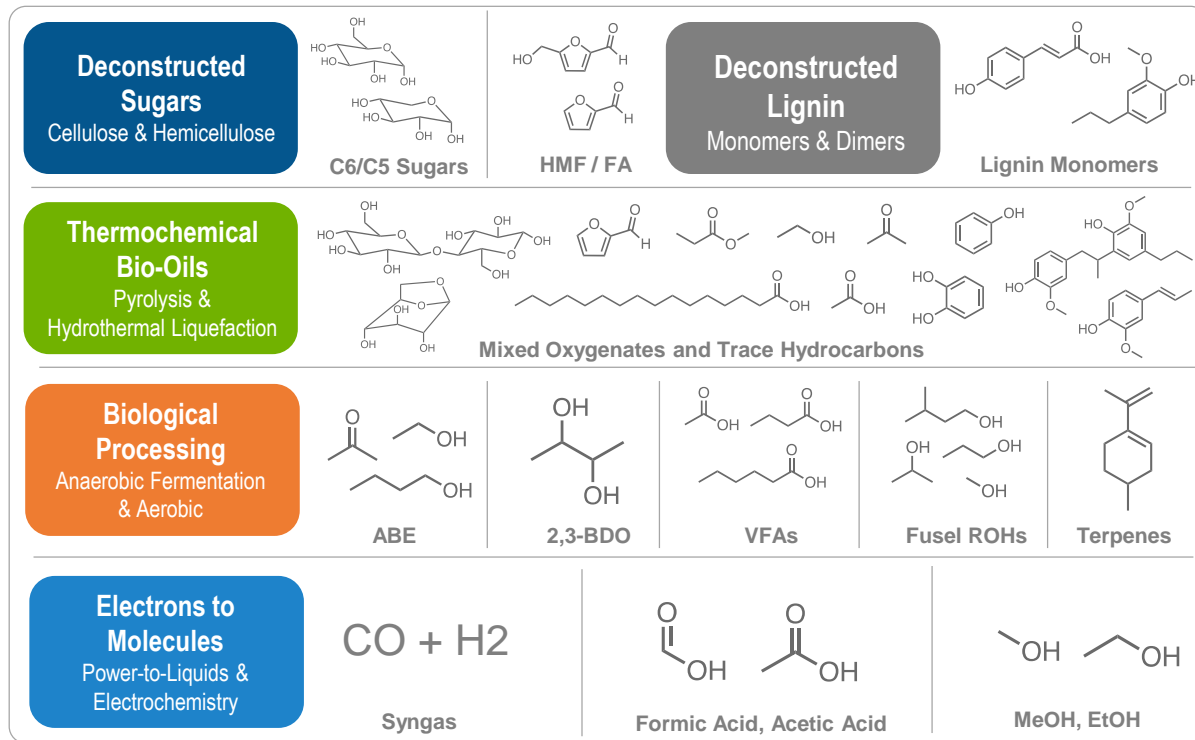 Deconstructed
Sugars
Cellulose & Hemicellulose
C6/C5 Sugars
HMF / FA
Deconstructed
Lignin
Monomers & Dimers
Lignin Monomers
Thermochemical
Bio-Oils
Pyrolysis &
Hydrothermal Liquefaction
Mixed Oxygenates and Trace Hydrocarbons
Biological
Processing
Anaerobic Fermentation
& Aerobic
ABE
2,3-BDO
VFAs
Fusel ROHs
Terpenes
Electrons to
Molecules
Power-to-Liquids &
Electrochemistry
CO + H2
Syngas
Formic Acid, Acetic Acid
MeOH, EtOH